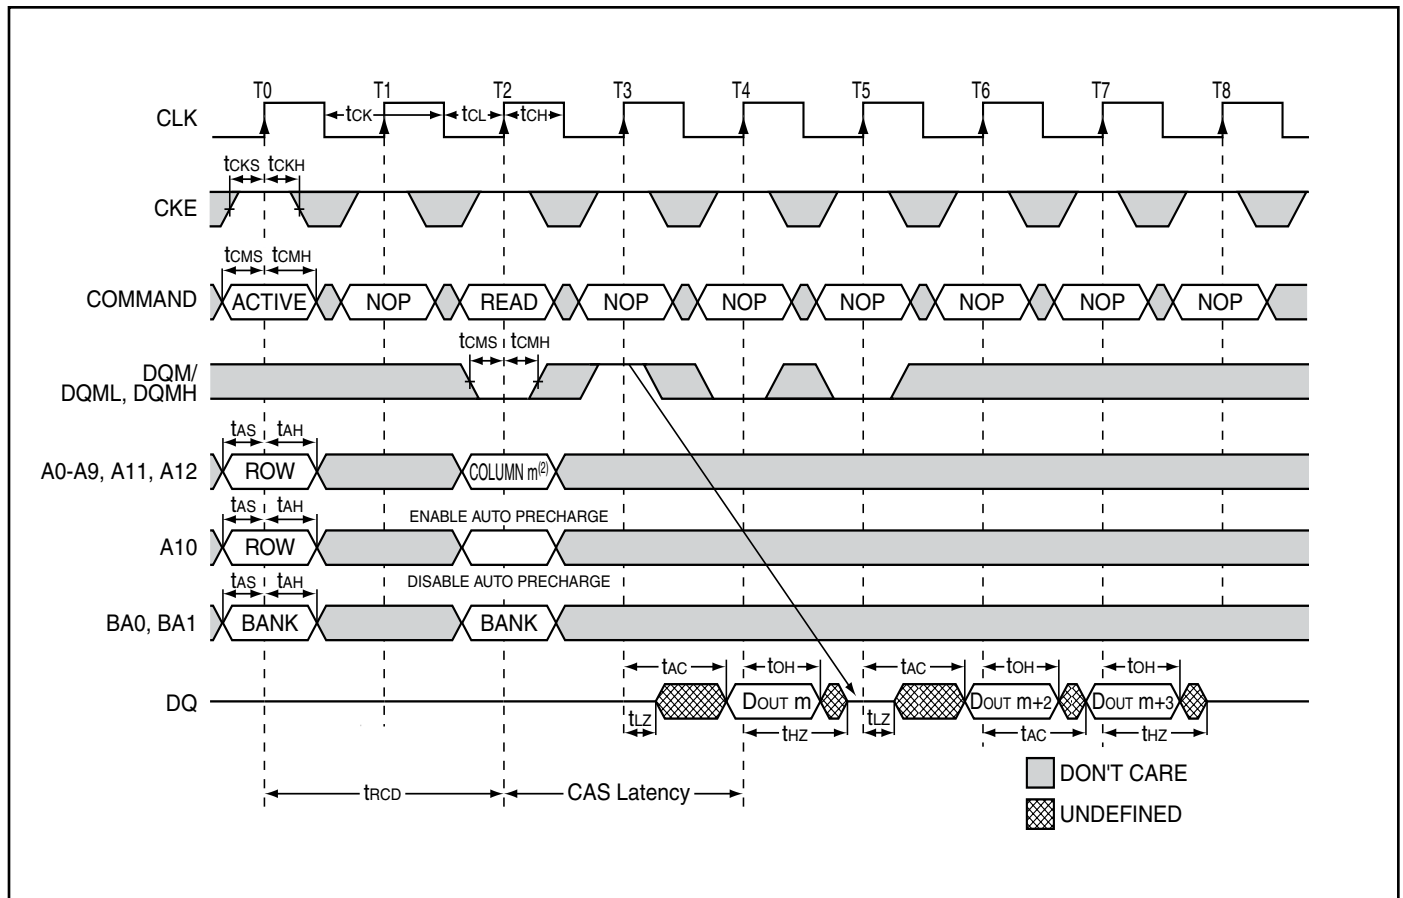 T0 T1 T2 T3 T4 T5 T6 T7 T8
CLK tCK tCL tCH
tCKS tCKH
CKE
tCMS tCMH
COMMAND ACTIVE NOP READ NOP NOP NOP NOP NOP NOP
tCMS tCMH
DQM/
DQML, DQMH
tAS tAH
A0-A9, A11, A12 ROW COLUMN m(2)
tAS tAH ENABLE AUTO PRECHARGE
A10 ROW
tAS tAH DISABLE AUTO PRECHARGE
BA0, BA1 BANK BANK
tAC tOH tAC tOH tOH
DQ DOUT m DOUT m+2 DOUT m+3
tLZ tHZ tLZ tAC tHZ
DON'T CARE
tRCD CAS Latency
UNDEFINED